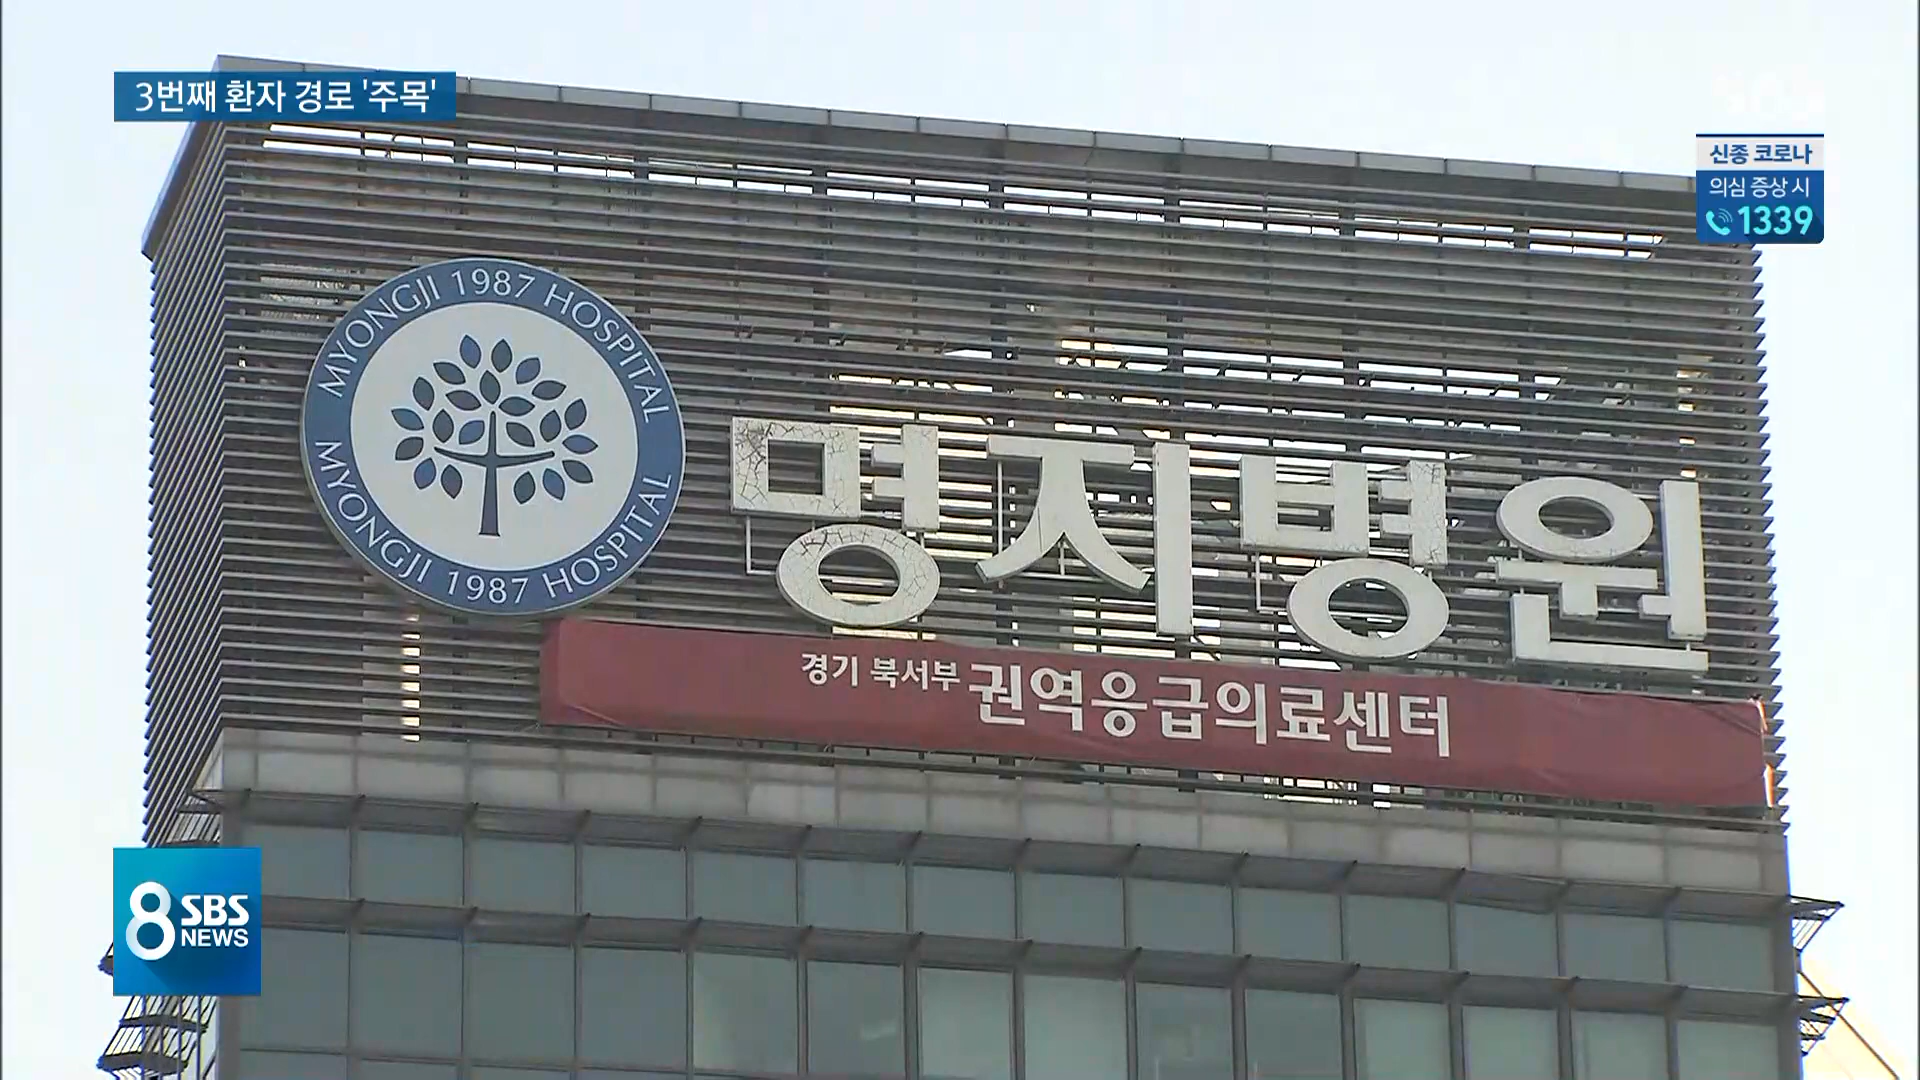 3번째 환자 경로 '주목'
신종 코로나
의심 증상 시
1339
MYONGJI 1987 HOSPITAL
MYONGJI 1987 HOSPITAL
명지병원
경기 북서부 권역응급의료센터
8 SBS
NEWS